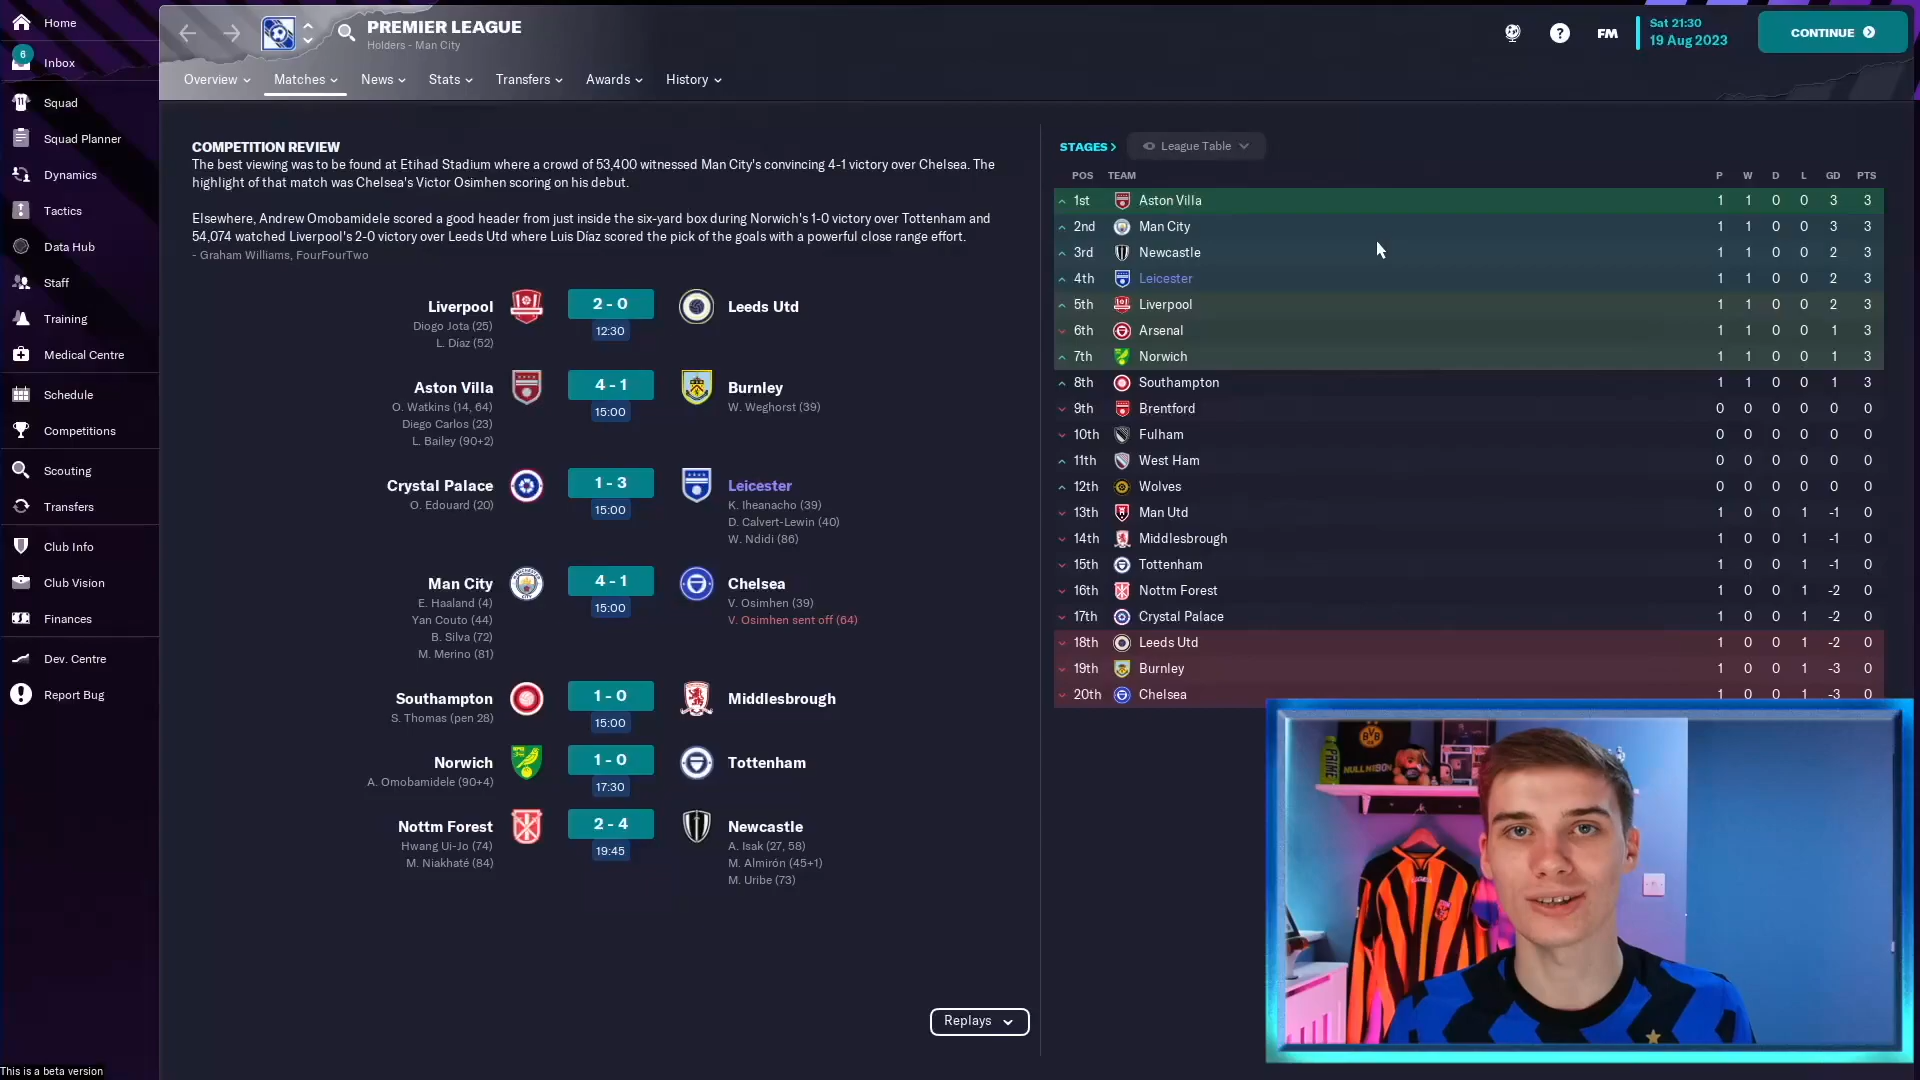 Home
6
Inbox
Squad
Squad Planner
Dynamics
Tactics
Data Hub
Staff
Training
Medical Centre
Schedule
Competitions
Scouting
Transfers
Club Info
Club Vision
Finances
Dev. Centre
Report Bug
This is a beta version
PREMIER LEAGUE
Holders - Man City
FM
Sat 21:30
19 Aug 2023
CONTINUE
Overview Matches News Stats Transfers Awards History
COMPETITION REVIEW
The best viewing was to be found at Etihad Stadium where a crowd of 53,400 witnessed Man City's convincing 4-1 victory over Chelsea. The
highlight of that match was Chelsea's Victor Osimhen scoring on his debut.
Elsewhere, Andrew Omobamidele scored a good header from just inside the six-yard box during Norwich's 1-0 victory over Tottenham and
54,074 watched Liverpool's 2-0 victory over Leeds Utd where Luis Díaz scored the pick of the goals with a powerful close range effort.
- Graham Williams, FourFourTwo
Liverpool 2 - 0 Leeds Utd
Diogo Jota (25) 12:30
L. Díaz (52)
Aston Villa 4 - 1 Burnley
O. Watkins (14, 64) 15:00 W. Weghorst (39)
Diego Carlos (23)
L. Bailey (90+2)
Crystal Palace 1 - 3 Leicester
O. Edouard (20) 15:00 K. Iheanacho (39)
D. Calvert-Lewin (40)
W. Ndidi (86)
Man City 4 - 1 Chelsea
E. Haaland (4) 15:00 V. Osimhen (39)
Yan Couto (44) V. Osimhen sent off (64)
B. Silva (72)
M. Merino (81)
Southampton 1 - 0 Middlesbrough
S. Thomas (pen 28) 15:00
Norwich 1 - 0 Tottenham
A. Omobamidele (90+4) 17:30
Nottm Forest 2 - 4 Newcastle
Hwang Ui-Jo (74) 19:45 A. Isak (27, 58)
M. Niakhaté (84) M. Almirón (45+1)
M. Uribe (73)
Replays
STAGES League Table
POS TEAM P W D L GD PTS
1st Aston Villa 1 1 0 0 3 3
2nd Man City 1 1 0 0 3 3
3rd Newcastle 1 1 0 0 2 3
4th Leicester 1 1 0 0 2 3
5th Liverpool 1 1 0 0 2 3
6th Arsenal 1 1 0 0 1 3
7th Norwich 1 1 0 0 1 3
8th Southampton 1 1 0 0 1 3
9th Brentford 0 0 0 0 0 0
10th Fulham 0 0 0 0 0 0
11th West Ham 0 0 0 0 0 0
12th Wolves 0 0 0 0 0 0
13th Man Utd 1 0 0 1 -1 0
14th Middlesbrough 1 0 0 1 -1 0
15th Tottenham 1 0 0 1 -1 0
16th Nottm Forest 1 0 0 1 -2 0
17th Crystal Palace 1 0 0 1 -2 0
18th Leeds Utd 1 0 0 1 -2 0
19th Burnley 1 0 0 1 -3 0
20th Chelsea 1 0 0 1 -3 0
BVB
PRIME